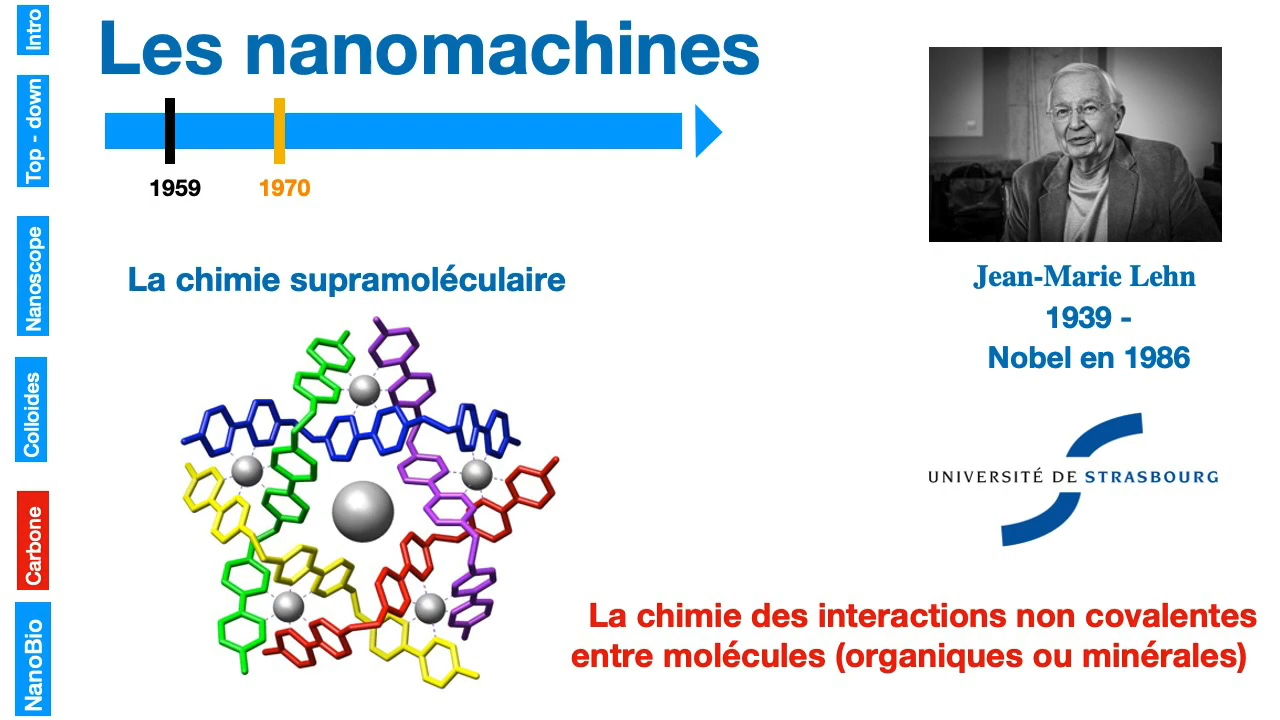 Intro
Top - down
Nanoscope
Colloides
Carbone
NanoBio
Les nanomachines
1959
1970
La chimie supramoléculaire
Jean-Marie Lehn
1939 -
Nobel en 1986
UNIVERSITÉ DE STRASBOURG
La chimie des interactions non covalentes
entre molécules (organiques ou minérales)